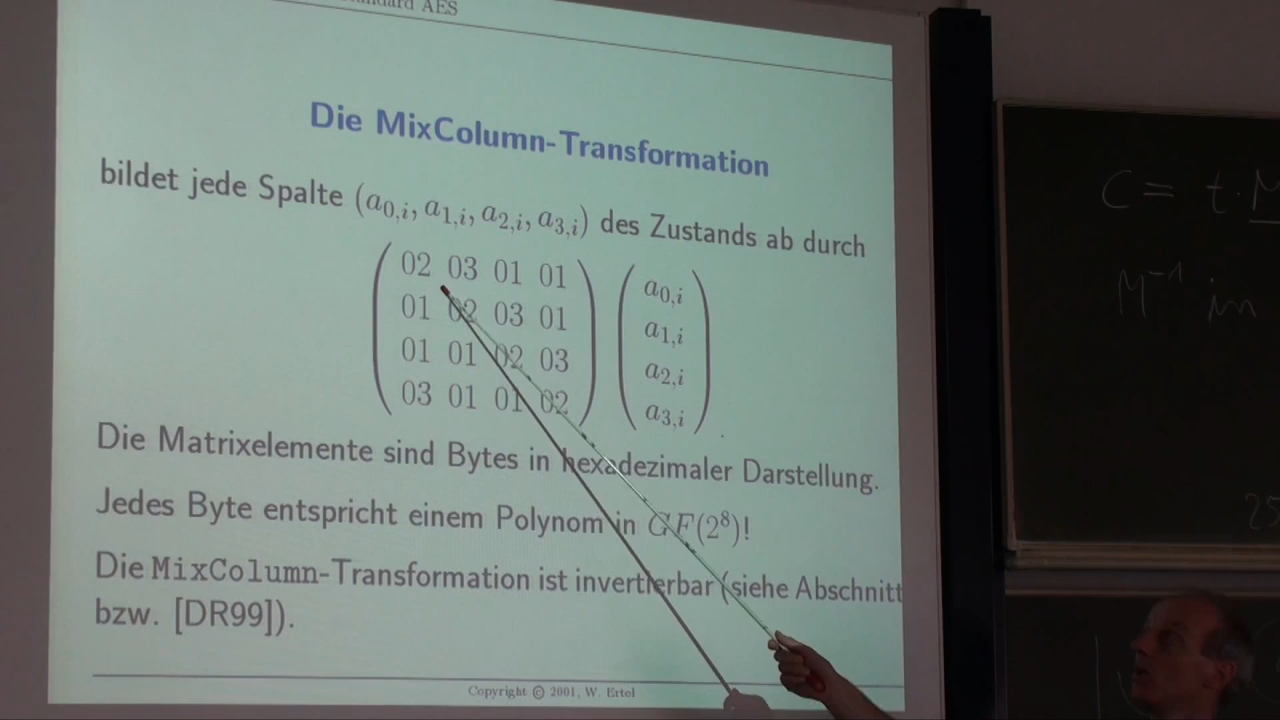 AES
Die MixColumn-Transformation
bildet jede Spalte (a₀,ᵢ, a₁,ᵢ, a₂,ᵢ, a₃,ᵢ) des Zustands ab durch
02 03 01 01 a₀,ᵢ
01 02 03 01 a₁,ᵢ
01 01 02 03 a₂,ᵢ
03 01 01 02 a₃,ᵢ
Die Matrixelemente sind Bytes in hexadezimaler Darstellung.
Jedes Byte entspricht einem Polynom in GF(2⁸)!
Die MixColumn-Transformation ist invertierbar (siehe Abschnitt
bzw. [DR99]).
Copyright © 2001, W. Ertel
C = t · M
M⁻¹ in